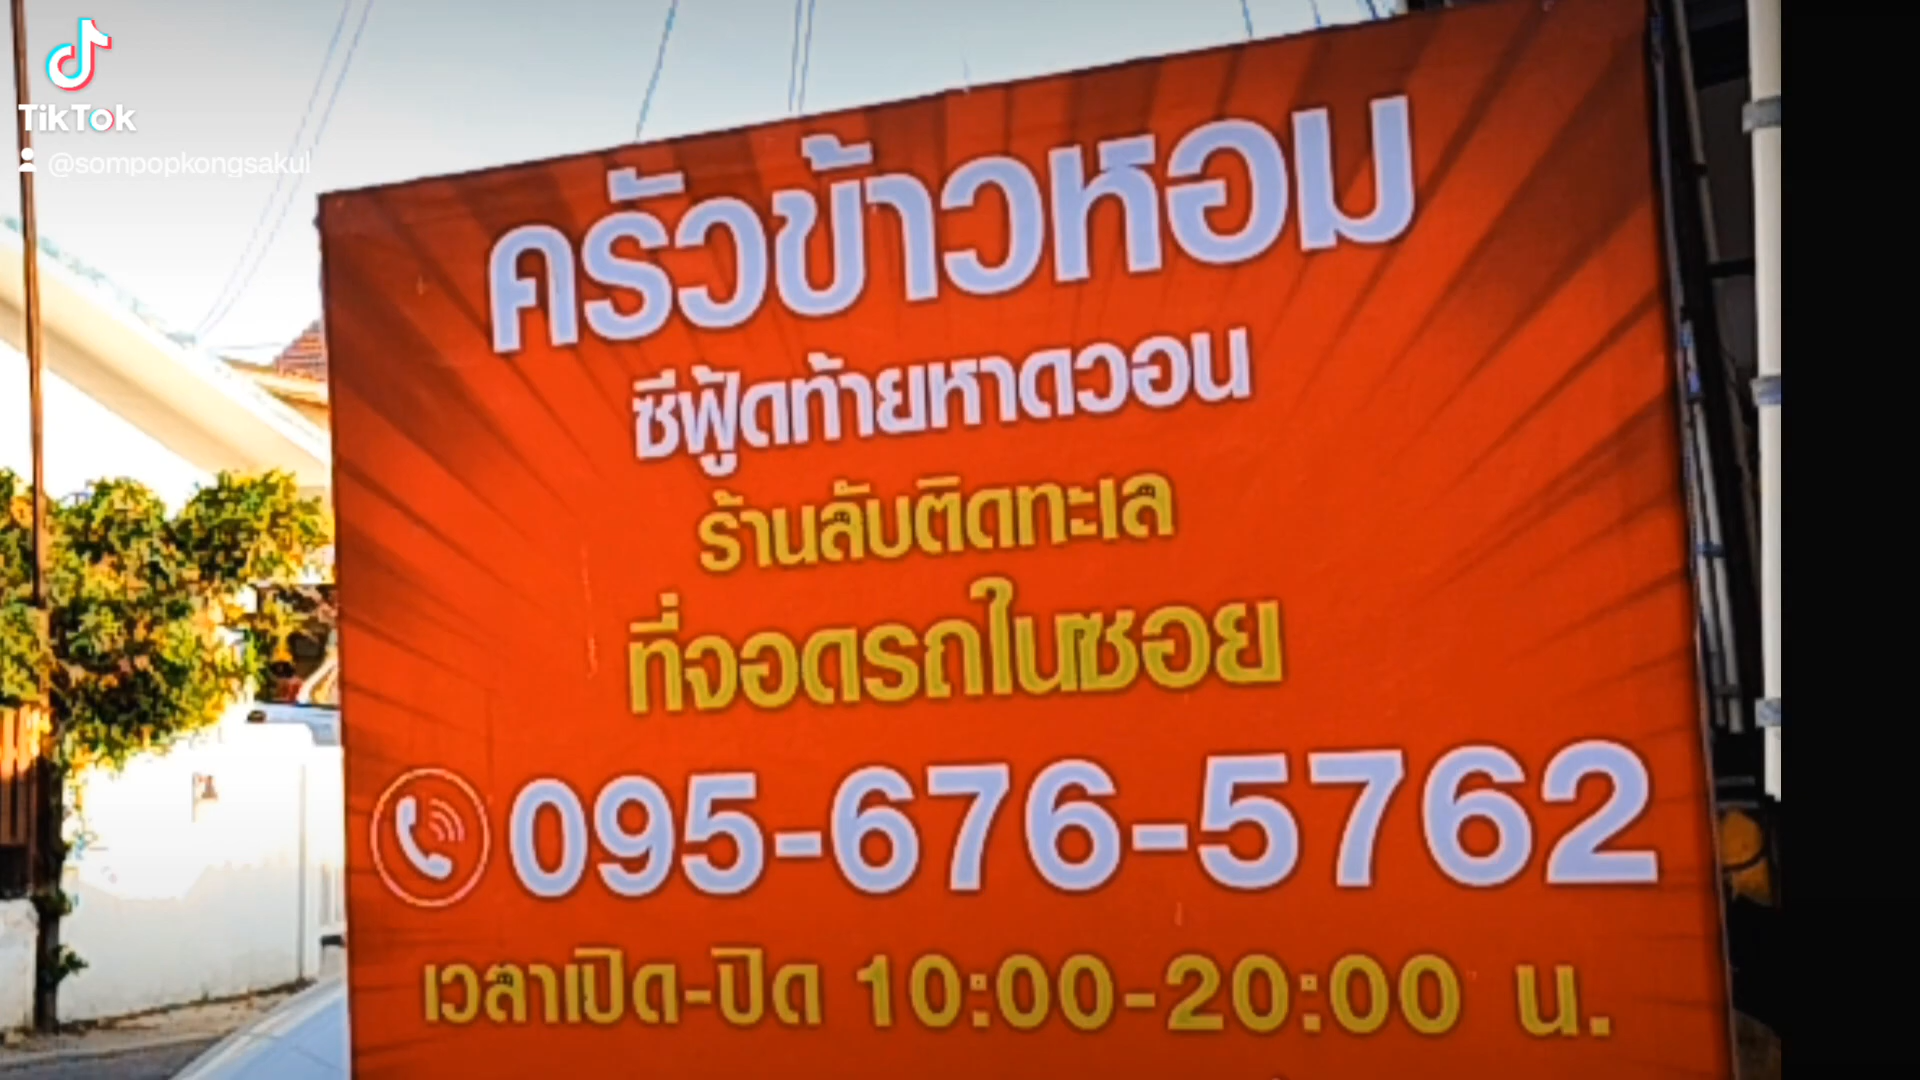 TikTok
@sompopkongsakul
ครัวข้าวหอม
ซีฟู้ดท้ายหาดวอน
ร้านลับติดทะเล
ที่จอดรถในซอย
095-676-5762
เวลาเปิด-ปิด 10:00-20:00 น.